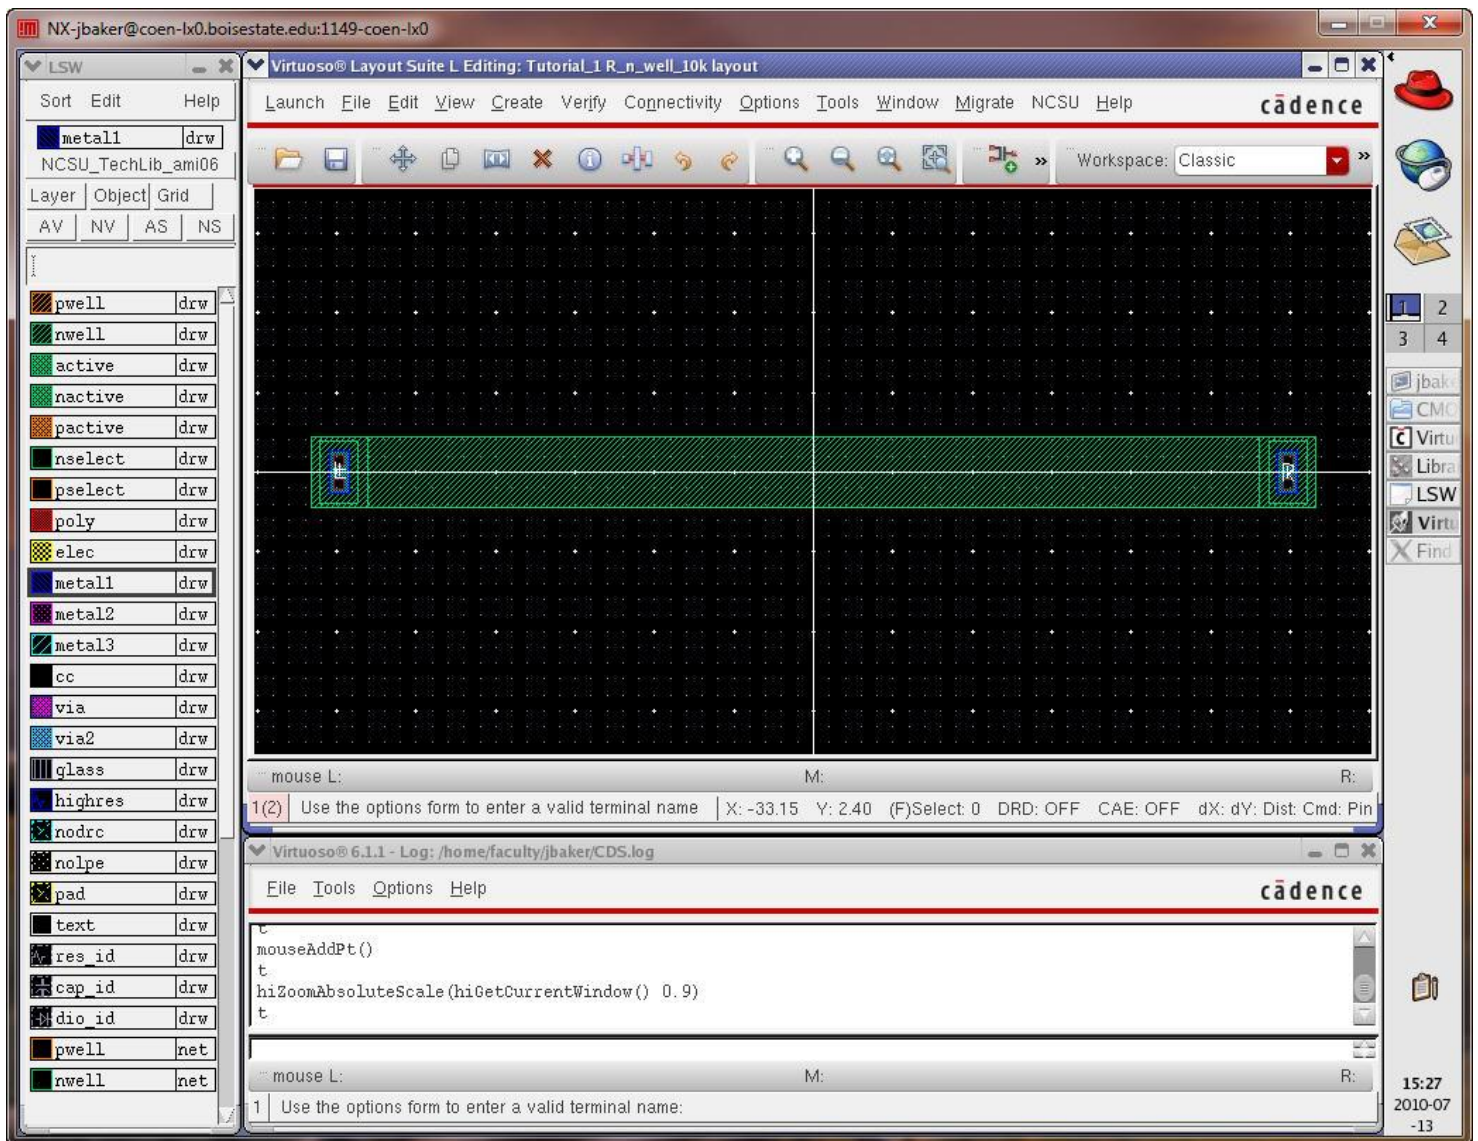 NX-jbaker@coen-lx0.boisestate.edu:1149-coen-lx0
LSW
Sort Edit Help
metal1 drw
NCSU_TechLib_ami06
Layer Object Grid
AV NV AS NS
pwell drw
nwell drw
active drw
nactive drw
pactive drw
nselect drw
pselect drw
poly drw
elec drw
metal1 drw
metal2 drw
metal3 drw
cc drw
via drw
via2 drw
glass drw
highres drw
nodrc drw
nolpe drw
pad drw
text drw
res_id drw
cap_id drw
dio_id drw
pwell net
nwell net
Virtuoso® Layout Suite L Editing: Tutorial_1 R_n_well_10k layout
Launch File Edit View Create Verify Connectivity Options Tools Window Migrate NCSU Help
cādence
» Workspace: Classic »
L R
mouse L: M: R:
1(2) Use the options form to enter a valid terminal name X: -33.15 Y: 2.40 (F)Select: 0 DRD: OFF CAE: OFF dX: dY: Dist: Cmd: Pin
Virtuoso® 6.1.1 - Log: /home/faculty/jbaker/CDS.log
File Tools Options Help
cādence
t
mouseAddPt()
t
hiZoomAbsoluteScale(hiGetCurrentWindow() 0.9)
t
mouse L: M: R:
1 Use the options form to enter a valid terminal name:
1 2
3 4
jbak
CMO
Virtu
Libra
LSW
Virtu
Find
15:27
2010-07
-13